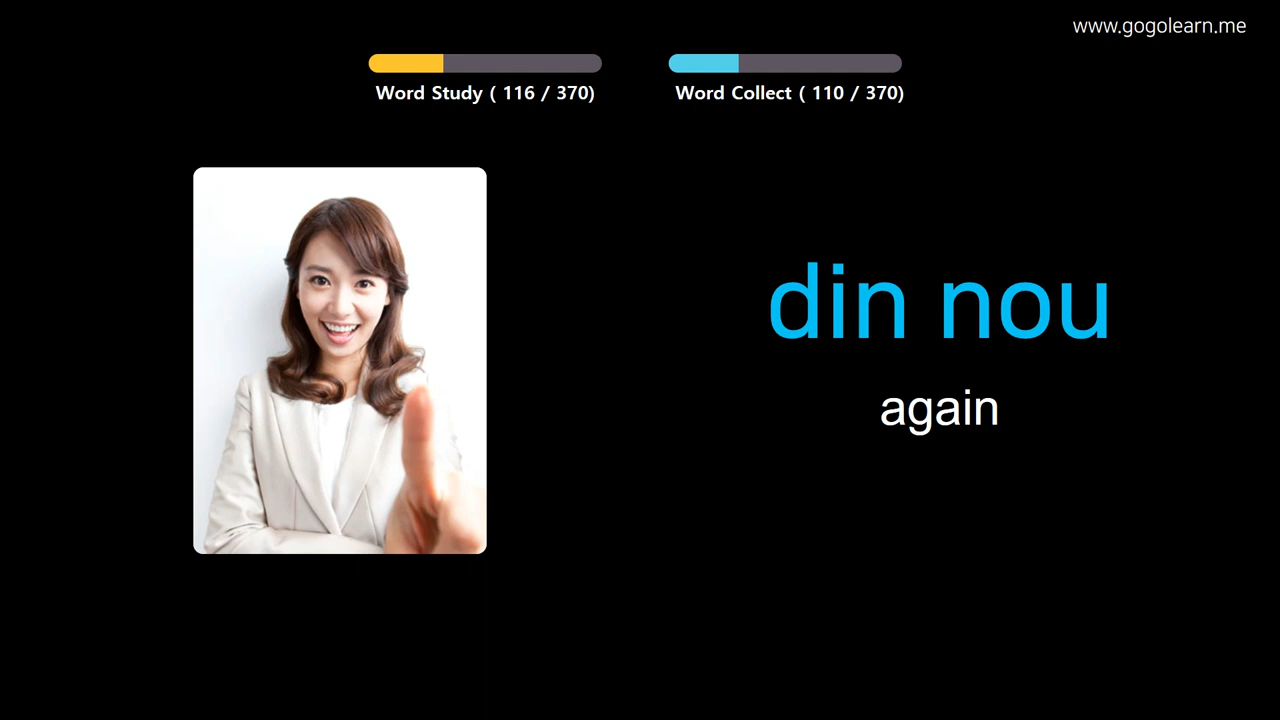 www.gogolearn.me
Word Study ( 116 / 370)
Word Collect ( 110 / 370)
din nou
again